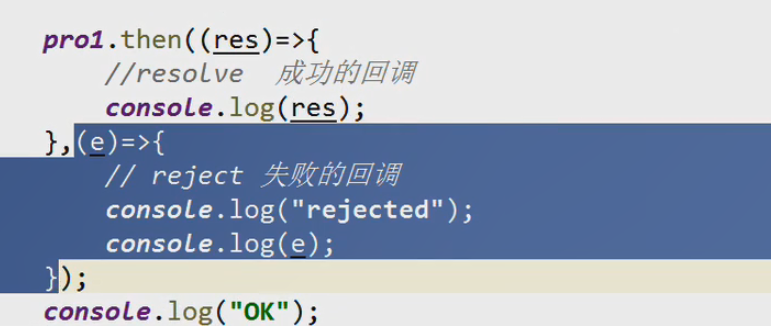 pro1.then((res)=>{
//resolve 成功的回调
console.log(res);
},(e)=>{
// reject 失败的回调
console.log("rejected");
console.log(e);
});
console.log("OK");